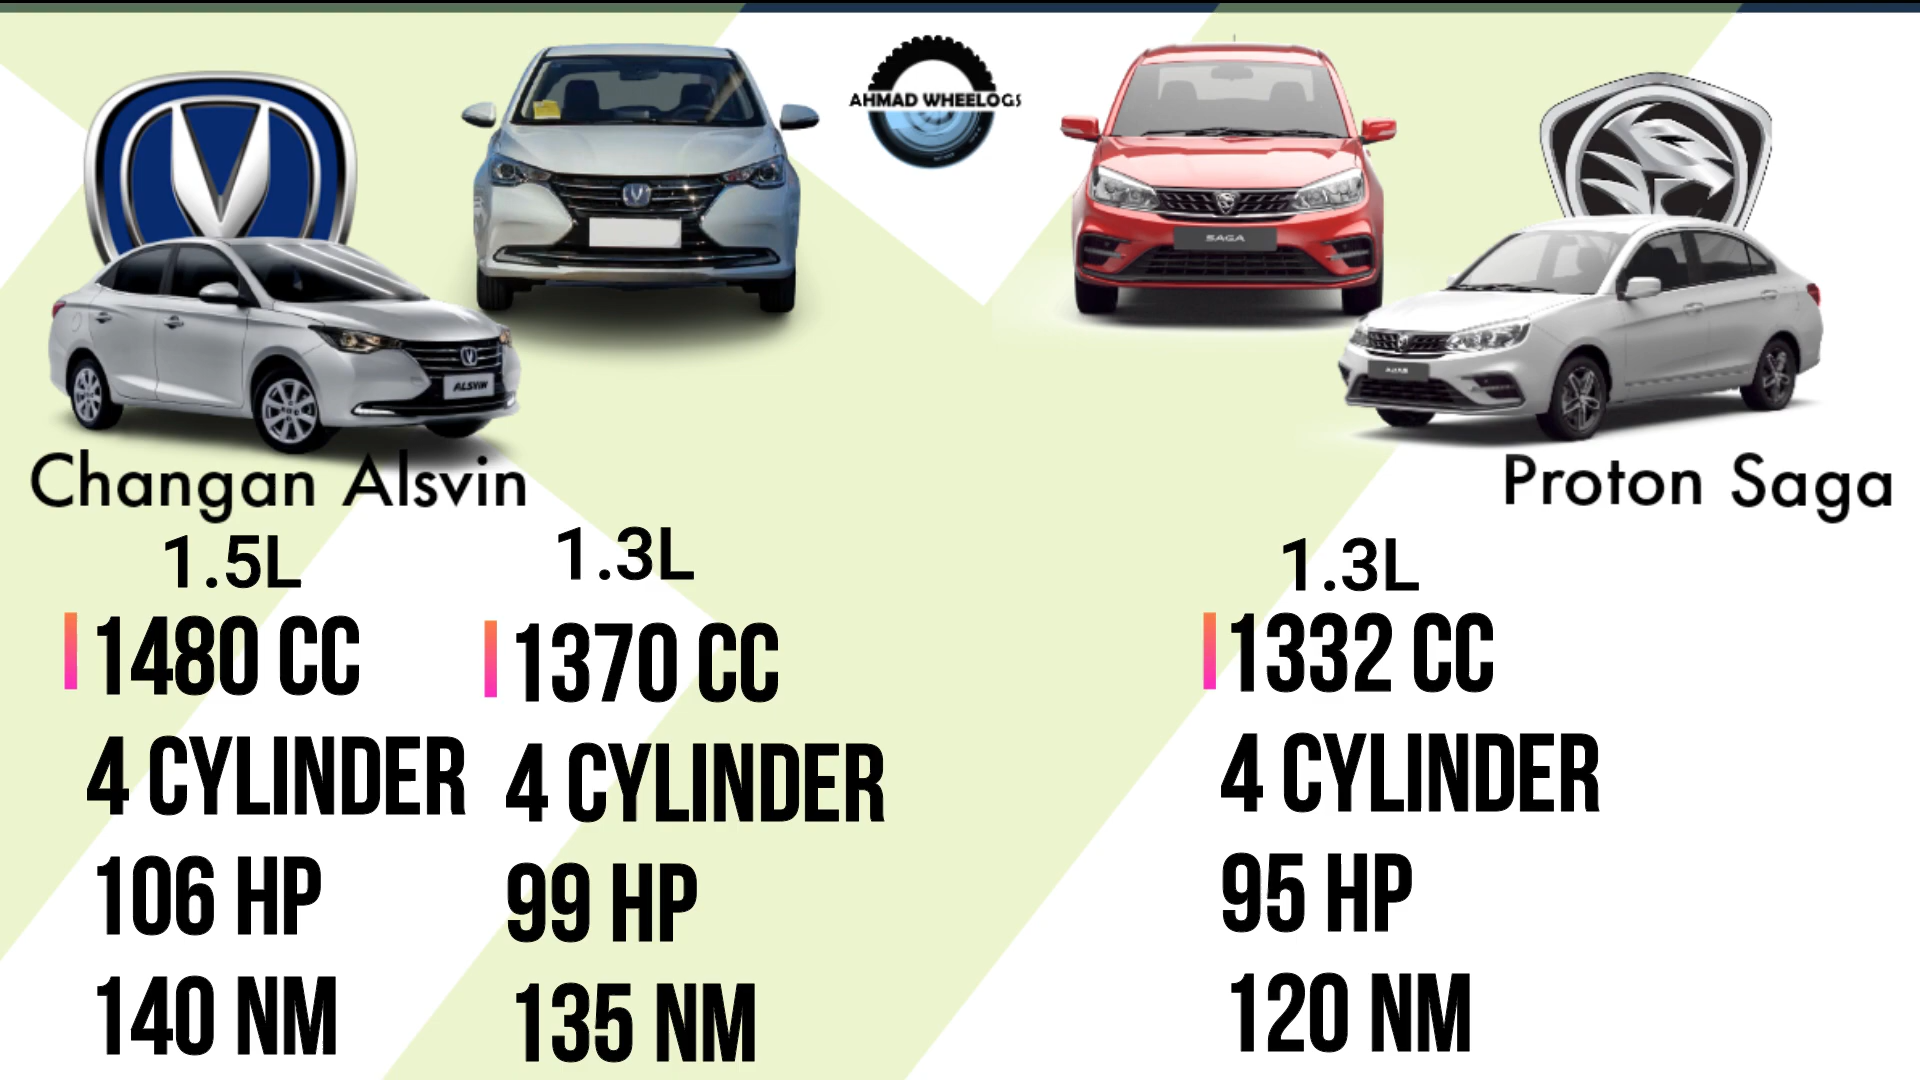 AHMAD WHEELOGS
SAGA
ALSVIN
Changan Alsvin
Proton Saga
1.5L
1480 CC
4 CYLINDER
106 HP
140 NM
1.3L
1370 CC
4 CYLINDER
99 HP
135 NM
1.3L
1332 CC
4 CYLINDER
95 HP
120 NM